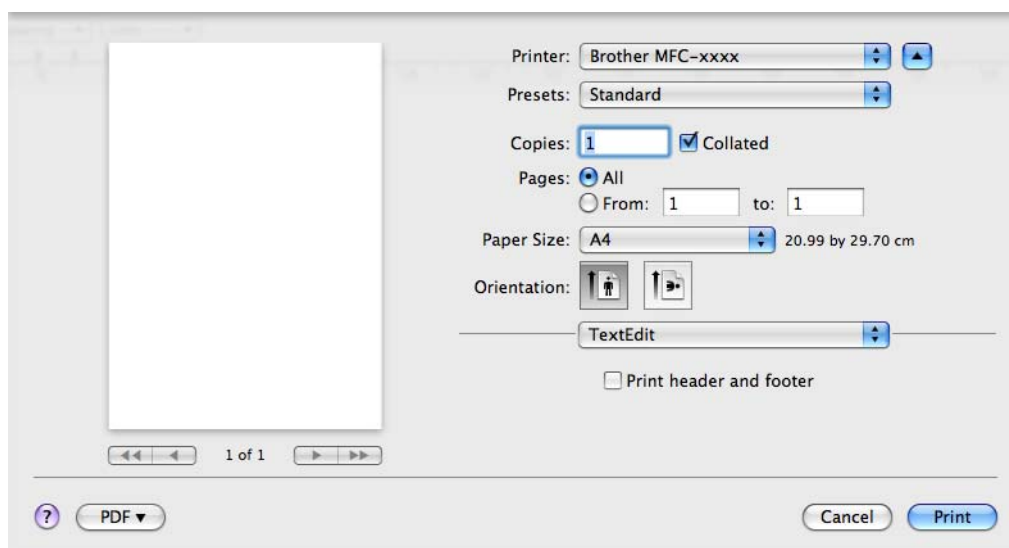 Printer: Brother MFC-xxxx
Presets: Standard
Copies: 1 Collated
Pages: All
From: 1 to: 1
Paper Size: A4 20.99 by 29.70 cm
Orientation:
TextEdit
Print header and footer
1 of 1
? PDF ▼ Cancel Print